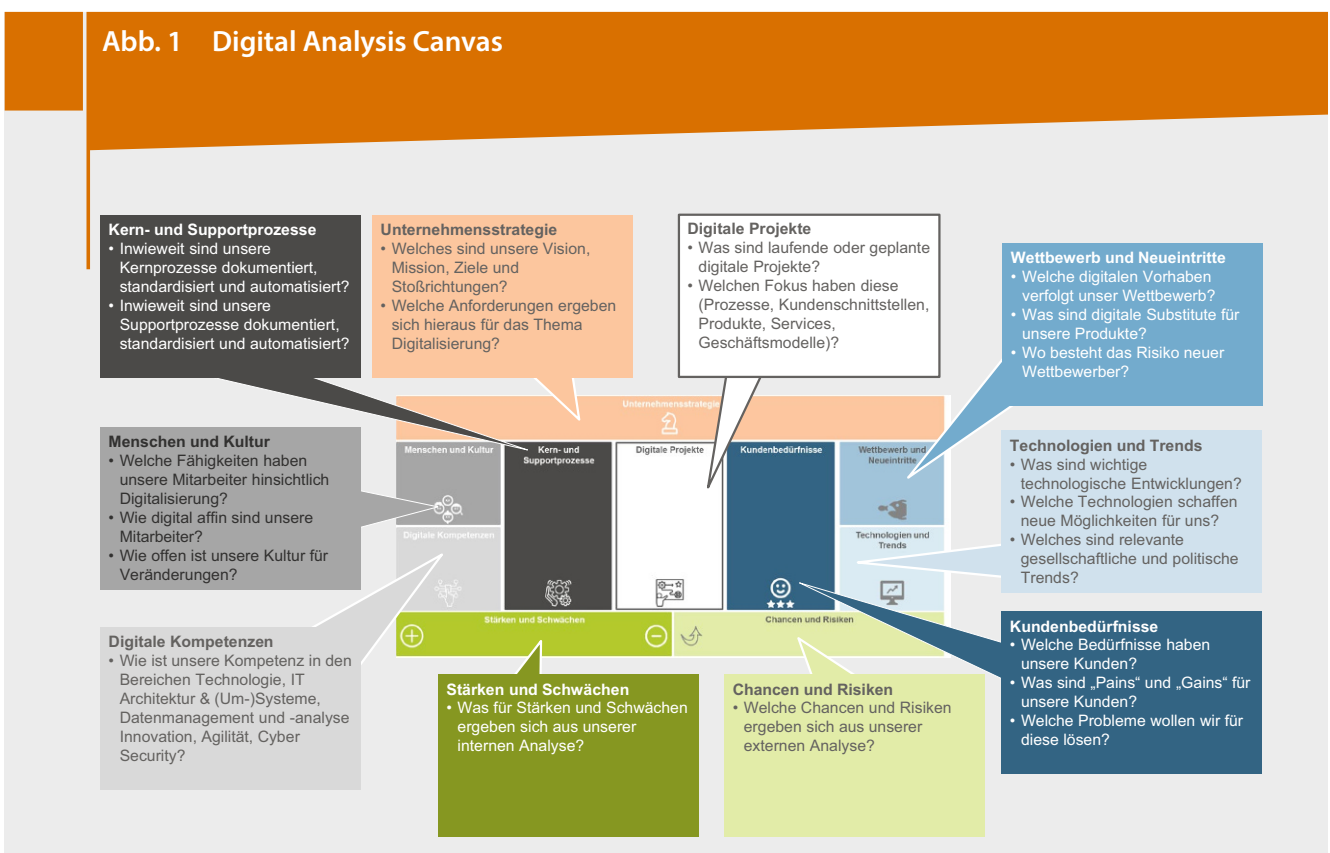 Abb. 1 Digital Analysis Canvas
Kern- und Supportprozesse
• Inwieweit sind unsere
Kernprozesse dokumentiert,
standardisiert und automatisiert?
• Inwieweit sind unsere
Supportprozesse dokumentiert,
standardisiert und automatisiert?
Unternehmensstrategie
• Welches sind unsere Vision,
Mission, Ziele und
Stoßrichtungen?
• Welche Anforderungen ergeben
sich hieraus für das Thema
Digitalisierung?
Digitale Projekte
• Was sind laufende oder geplante
digitale Projekte?
• Welchen Fokus haben diese
(Prozesse, Kundenschnittstellen,
Produkte, Services,
Geschäftsmodelle)?
Wettbewerb und Neueintritte
• Welche digitalen Vorhaben
verfolgt unser Wettbewerb?
• Was sind digitale Substitute für
unsere Produkte?
• Wo besteht das Risiko neuer
Wettbewerber?
Menschen und Kultur
• Welche Fähigkeiten haben
unsere Mitarbeiter hinsichtlich
Digitalisierung?
• Wie digital affin sind unsere
Mitarbeiter?
• Wie offen ist unsere Kultur für
Veränderungen?
Unternehmensstrategie
Menschen und Kultur
Kern- und
Supportprozesse
Digitale Projekte
Kundenbedürfnisse
Wettbewerb und
Neueintritte
Digitale Kompetenzen
Technologien und
Trends
Stärken und Schwächen
Chancen und Risiken
Technologien und Trends
• Was sind wichtige
technologische Entwicklungen?
• Welche Technologien schaffen
neue Möglichkeiten für uns?
• Welches sind relevante
gesellschaftliche und politische
Trends?
Digitale Kompetenzen
• Wie ist unsere Kompetenz in den
Bereichen Technologie, IT
Architektur & (Um-)Systeme,
Datenmanagement und -analyse
Innovation, Agilität, Cyber
Security?
Stärken und Schwächen
• Was für Stärken und Schwächen
ergeben sich aus unserer
internen Analyse?
Chancen und Risiken
• Welche Chancen und Risiken
ergeben sich aus unserer
externen Analyse?
Kundenbedürfnisse
• Welche Bedürfnisse haben
unsere Kunden?
• Was sind „Pains“ und „Gains“ für
unsere Kunden?
• Welche Probleme wollen wir für
diese lösen?